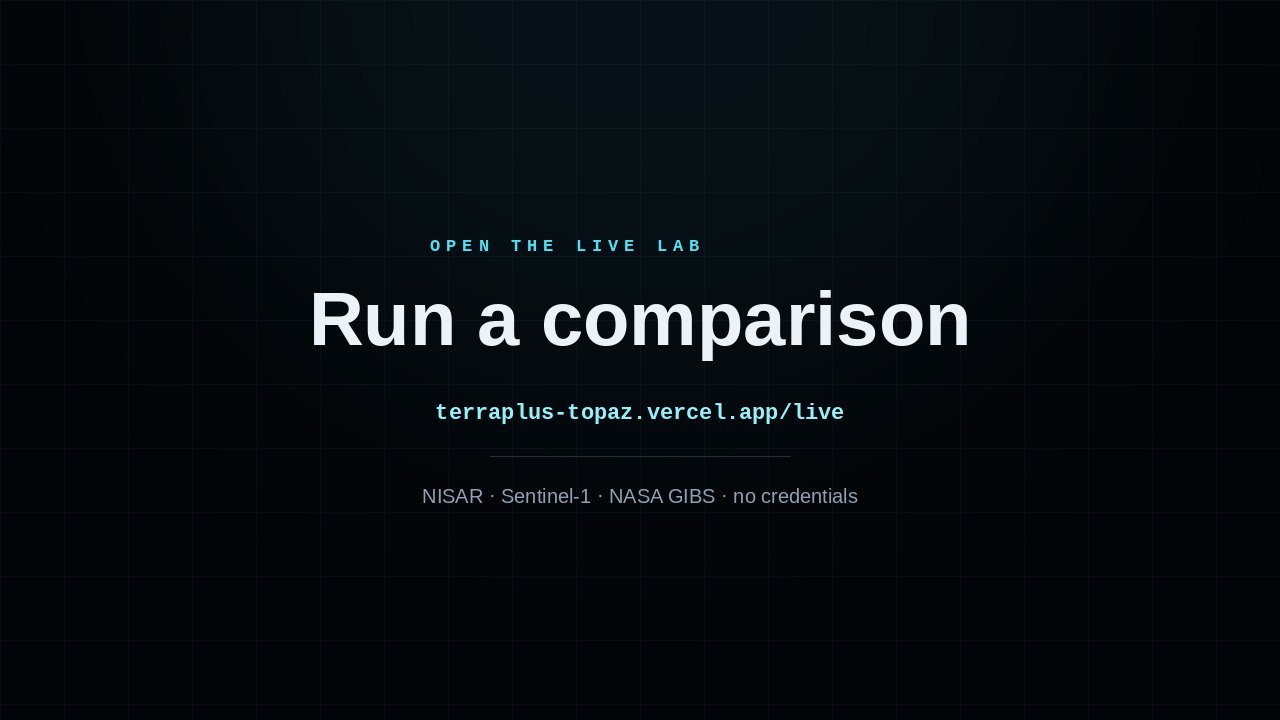 OPEN THE LIVE LAB
Run a comparison
terraplus-topaz.vercel.app/live
NISAR · Sentinel-1 · NASA GIBS · no credentials